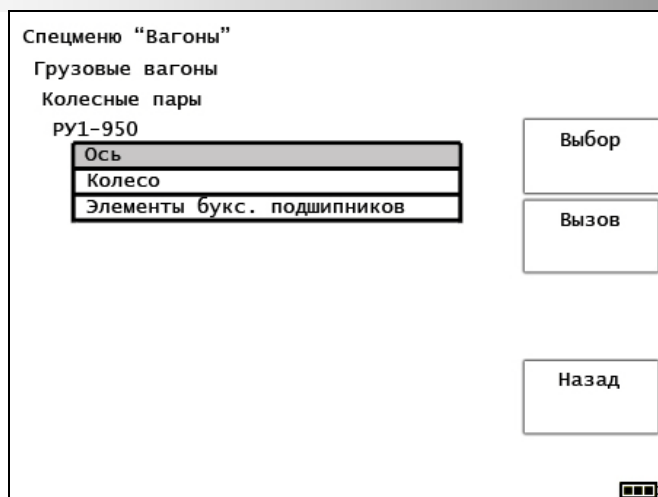 Спецменю “Вагоны”
Грузовые вагоны
Колесные пары
РУ1-950
Ось
Колесо
Элементы букс. подшипников
Выбор
Вызов
Назад